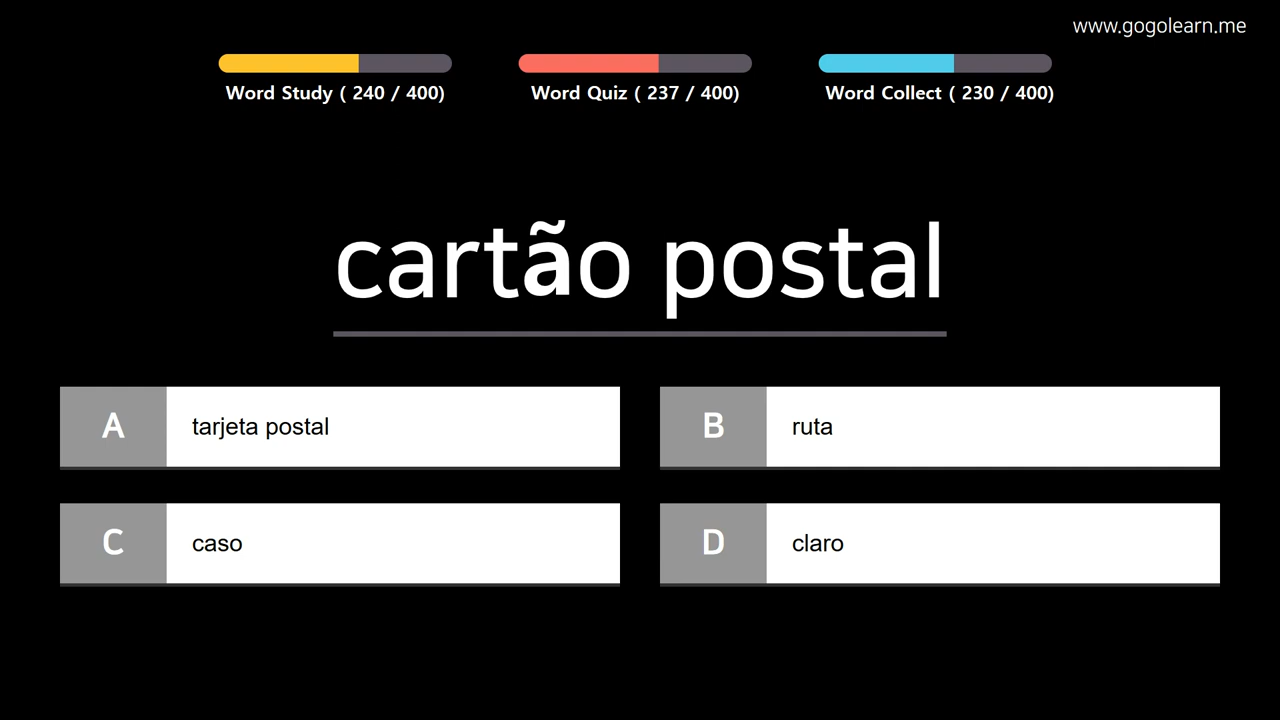 www.gogolearn.me
Word Study ( 240 / 400)
Word Quiz ( 237 / 400)
Word Collect ( 230 / 400)
cartão postal
A
tarjeta postal
B
ruta
C
caso
D
claro